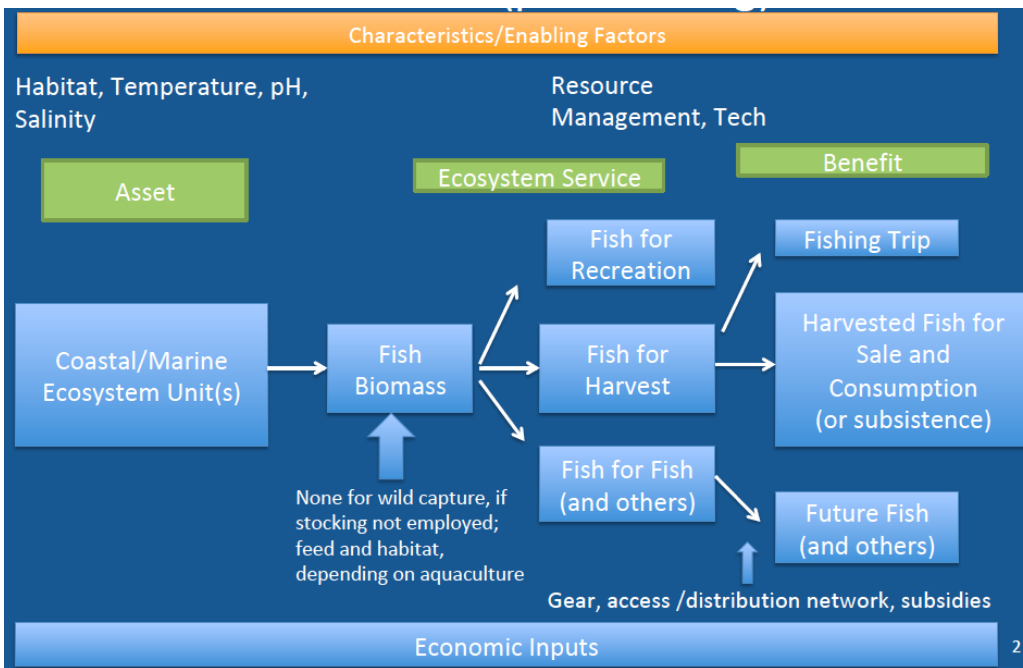 Characteristics/Enabling Factors
Habitat, Temperature, pH,
Salinity
Resource
Management, Tech
Asset
Ecosystem Service
Benefit
Fish for
Recreation
Fishing Trip
Coastal/Marine
Ecosystem Unit(s)
Fish
Biomass
Fish for
Harvest
Harvested Fish for
Sale and
Consumption
(or subsistence)
Fish for Fish
(and others)
Future Fish
(and others)
None for wild capture, if
stocking not employed;
feed and habitat,
depending on aquaculture
Gear, access /distribution network, subsidies
Economic Inputs
2